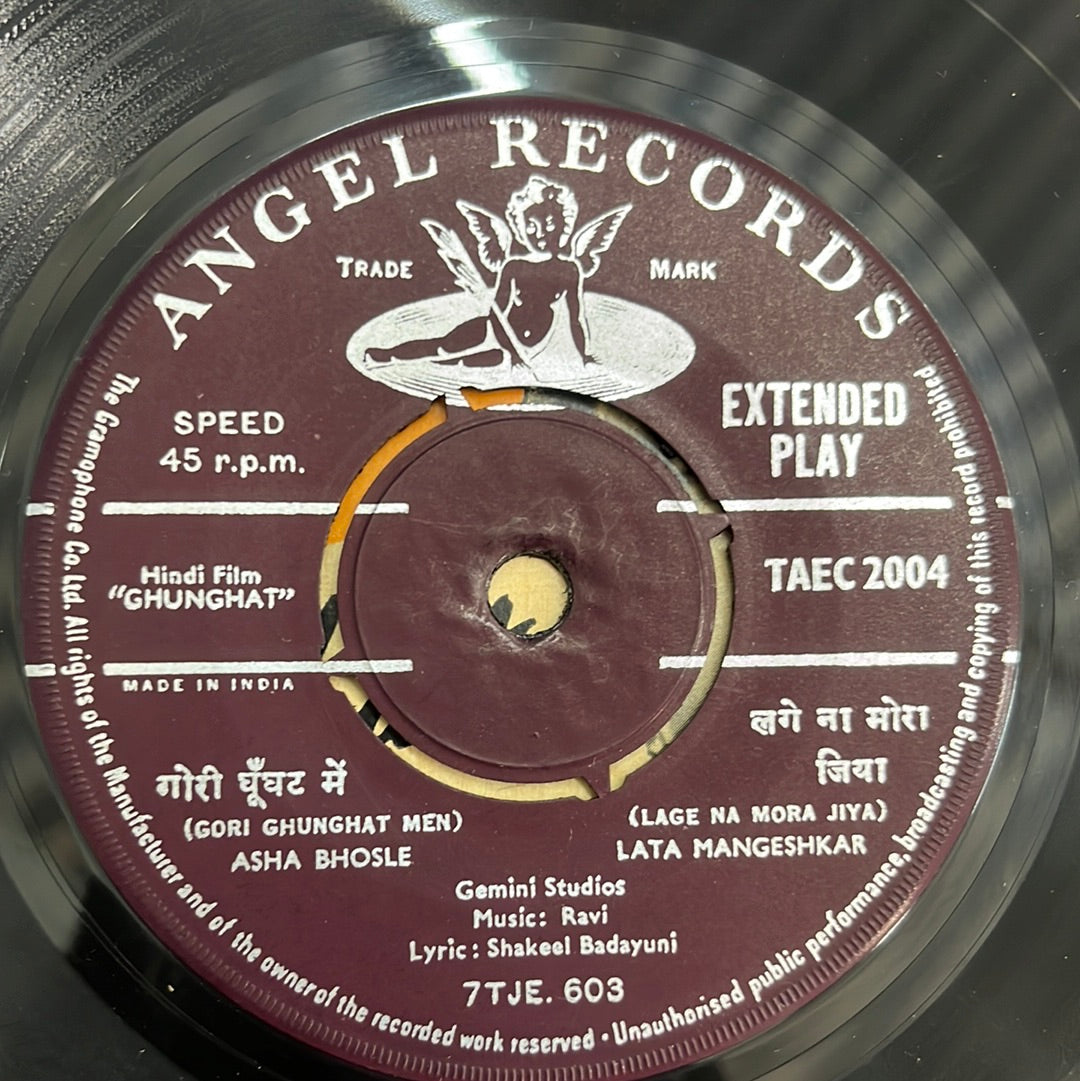 ANGEL RECORDS
TRADE MARK
SPEED
45 r.p.m.
EXTENDED
PLAY
Hindi Film
"GHUNGHAT"
TAEC 2004
MADE IN INDIA
गोरी घूँघट में
(GORI GHUNGHAT MEN)
ASHA BHOSLE
लगे ना मोरा
जिया
(LAGE NA MORA JIYA)
LATA MANGESHKAR
Gemini Studios
Music: Ravi
Lyric: Shakeel Badayuni
7TJE. 603
The Gramophone Co. Ltd. All rights of the Manufacturer and of the owner of the recorded work reserved · Unauthorised public performance, broadcasting and copying of this record prohibited